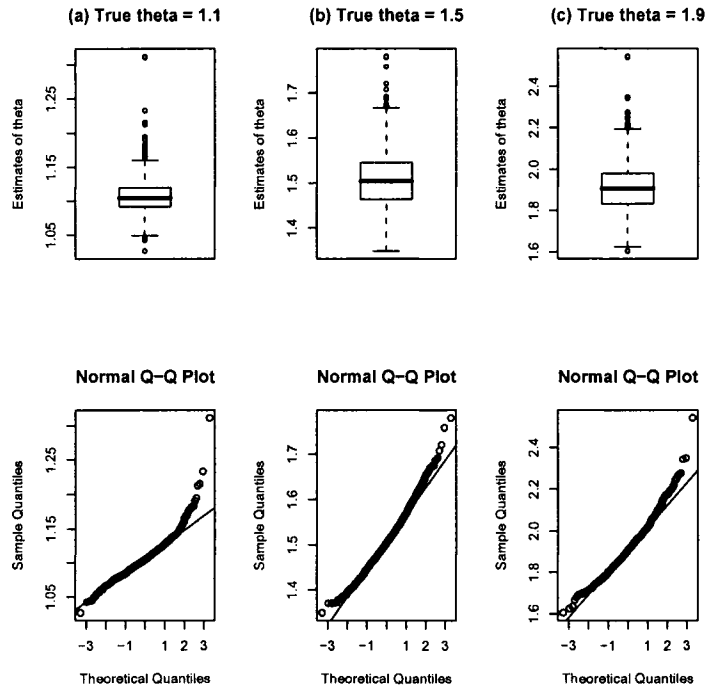 (a) True theta = 1.1
(b) True theta = 1.5
(c) True theta = 1.9
Estimates of theta
1.05
1.15
1.25
Estimates of theta
1.4
1.5
1.6
1.7
Estimates of theta
1.6
1.8
2.0
2.2
2.4
Normal Q−Q Plot
Normal Q−Q Plot
Normal Q−Q Plot
Sample Quantiles
1.05
1.15
1.25
−3
−1
1
2
3
Theoretical Quantiles
Sample Quantiles
1.4
1.5
1.6
1.7
−3
−1
1
2
3
Theoretical Quantiles
Sample Quantiles
1.6
1.8
2.0
2.2
2.4
−3
−1
1
2
3
Theoretical Quantiles